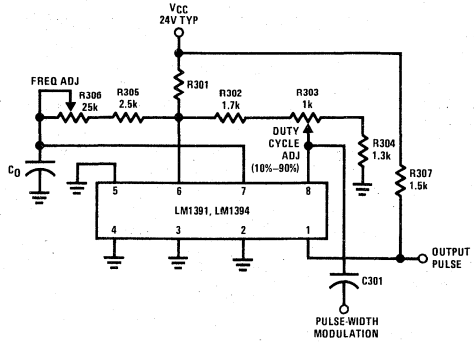 VCC
24V TYP
FREQ ADJ
R306
25k
R305
2.5k
R301
R302
1.7k
R303
1k
DUTY
CYCLE
ADJ
(10%–90%)
R304
1.3k
R307
1.5k
CO
5
6
7
8
LM1391, LM1394
4
3
2
1
OUTPUT
PULSE
C301
PULSE-WIDTH
MODULATION